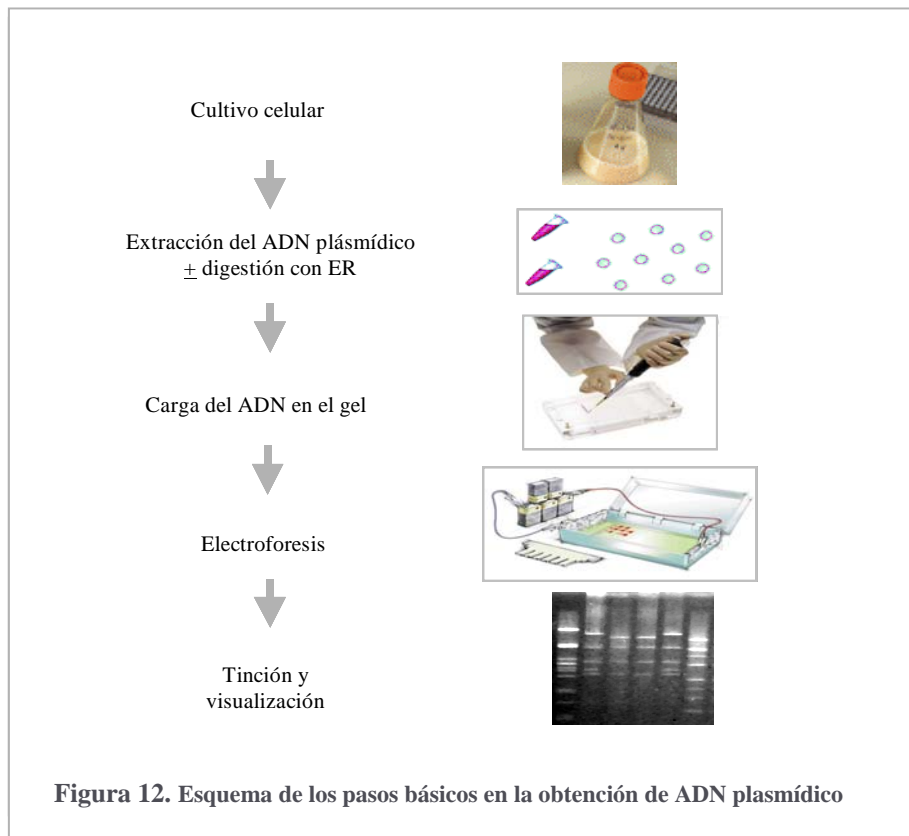 Cultivo celular
Extracción del ADN plásmídico
± digestión con ER
Carga del ADN en el gel
Electroforesis
Tinción y
visualización
Figura 12. Esquema de los pasos básicos en la obtención de ADN plasmídico